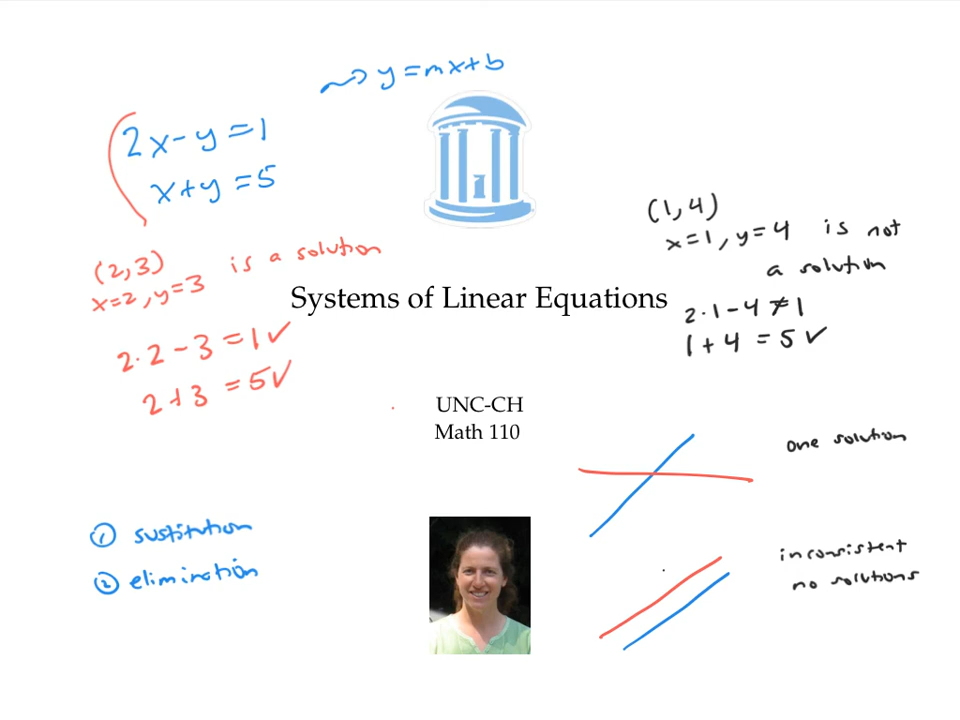 ⤳ y=mx+b
2x-y=1
x+y=5
(2,3)
x=2, y=3 is a solution
2·2-3=1✓
2+3=5✓
(1,4)
x=1, y=4 is not
a solution
2·1-4≠1
1+4=5✓
Systems of Linear Equations
UNC-CH
Math 110
① sustitution
② elimination
one solution
inconsistent
no solutions